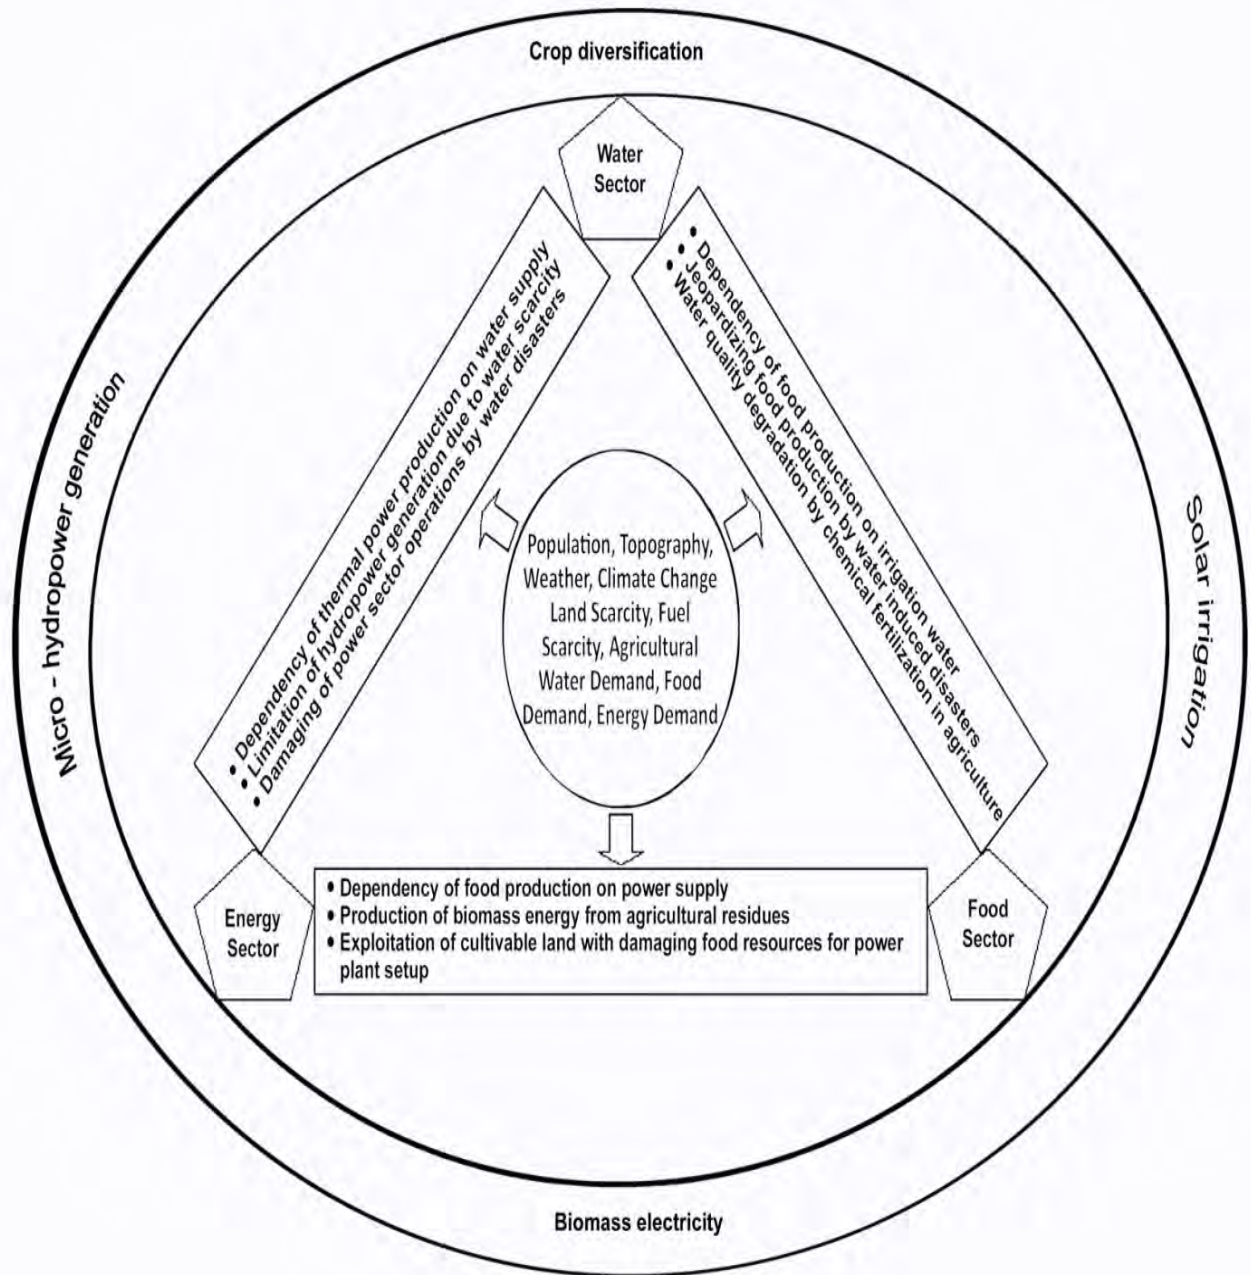 Crop diversification
Water
Sector
Micro - hydropower generation
• Dependency of thermal power production on water supply
• Limitation of hydropower generation due to water scarcity
• Damaging of power sector operations by water disasters
• Dependency of food production on irrigation water
• Jeopardizing food production by water induced disasters
• Water quality degradation by chemical fertilization in agriculture
Solar irrigation
Population, Topography,
Weather, Climate Change
Land Scarcity, Fuel
Scarcity, Agricultural
Water Demand, Food
Demand, Energy Demand
Energy
Sector
• Dependency of food production on power supply
• Production of biomass energy from agricultural residues
• Exploitation of cultivable land with damaging food resources for power
plant setup
Food
Sector
Biomass electricity